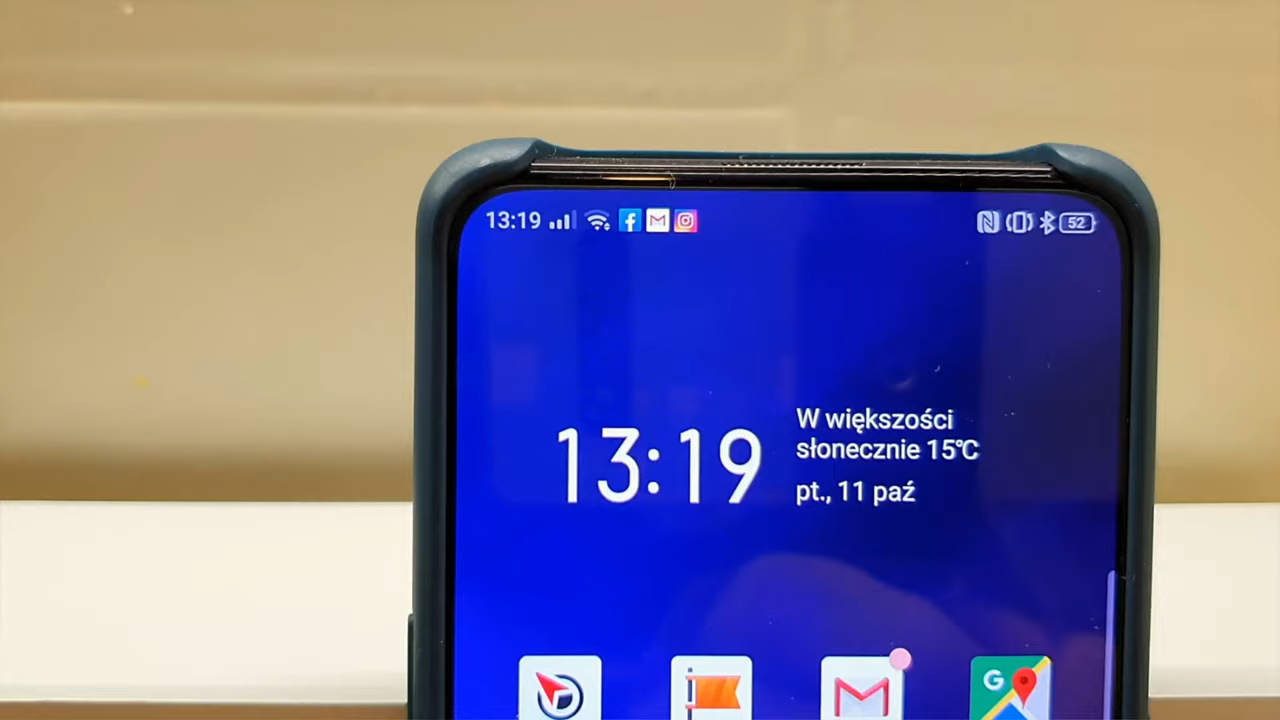 13:19
52
13:19
W większości
słonecznie 15°C
pt., 11 paź
G